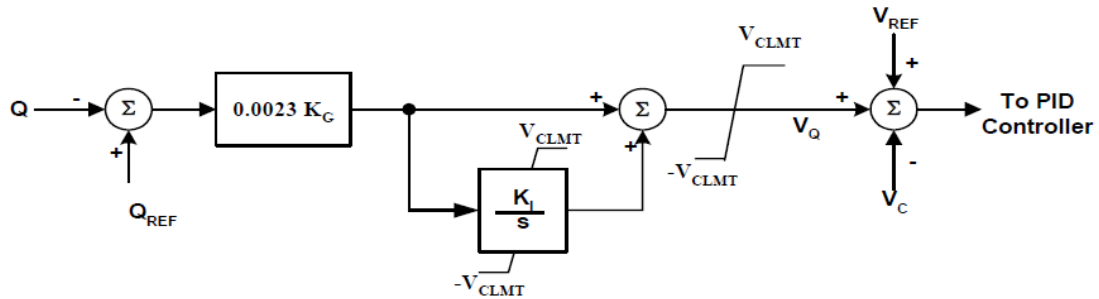 V_REF
V_CLMT
+
Q
-
Σ
0.0023 K_G
+
Σ
+
Σ
To PID
Controller
V_Q
+
V_CLMT
+
-V_CLMT
-
Q_REF
K_I
s
V_C
-V_CLMT